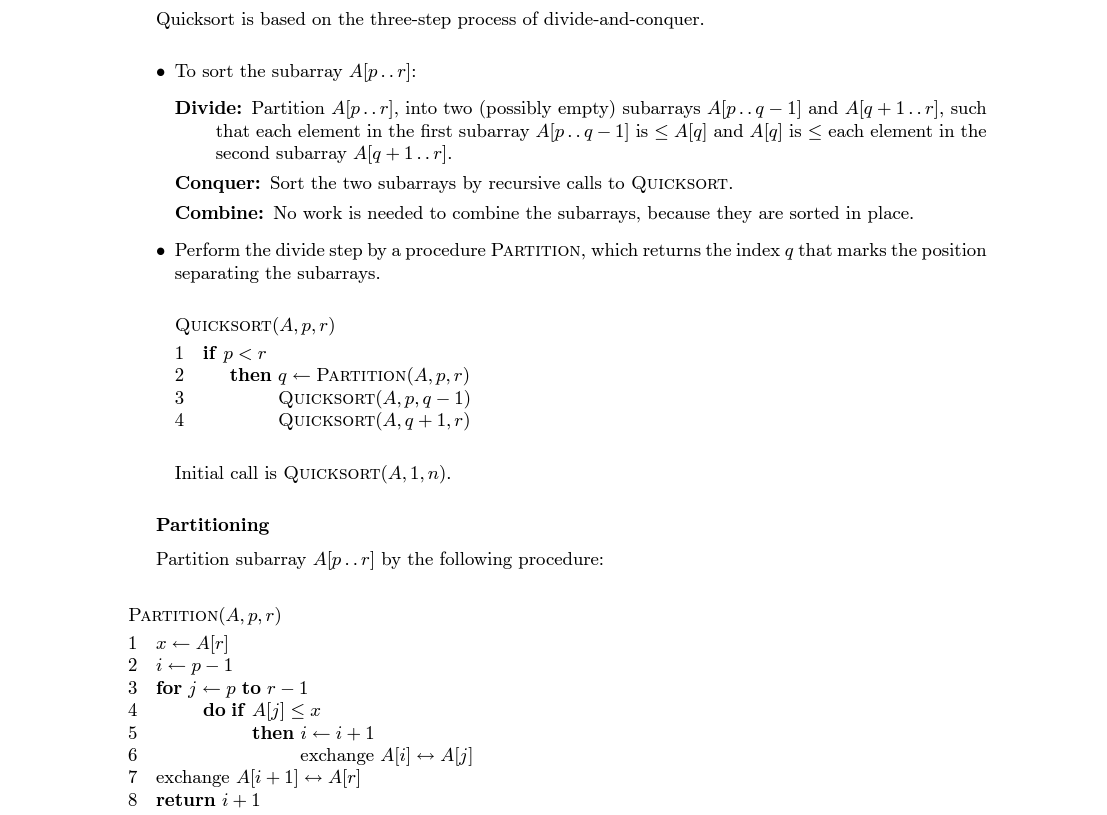 Quicksort is based on the three-step process of divide-and-conquer.
• To sort the subarray A[p . . r]:
Divide: Partition A[p . . r], into two (possibly empty) subarrays A[p . . q − 1] and A[q + 1 . . r], such
that each element in the first subarray A[p . . q − 1] is ≤ A[q] and A[q] is ≤ each element in the
second subarray A[q + 1 . . r].
Conquer: Sort the two subarrays by recursive calls to QUICKSORT.
Combine: No work is needed to combine the subarrays, because they are sorted in place.
• Perform the divide step by a procedure PARTITION, which returns the index q that marks the position
separating the subarrays.
QUICKSORT(A, p, r)
1 if p < r
2 then q ← PARTITION(A, p, r)
3 QUICKSORT(A, p, q − 1)
4 QUICKSORT(A, q + 1, r)
Initial call is QUICKSORT(A, 1, n).
Partitioning
Partition subarray A[p . . r] by the following procedure:
PARTITION(A, p, r)
1 x ← A[r]
2 i ← p − 1
3 for j ← p to r − 1
4 do if A[j] ≤ x
5 then i ← i + 1
6 exchange A[i] ↔ A[j]
7 exchange A[i + 1] ↔ A[r]
8 return i + 1